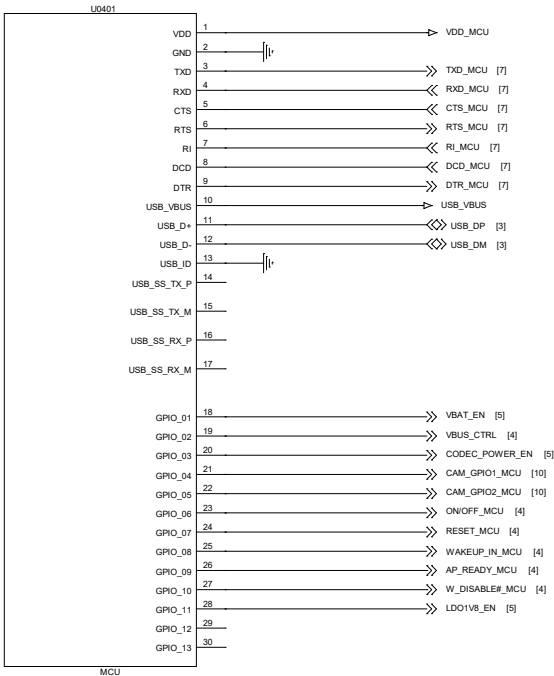 U0401
VDD 1 VDD_MCU
GND 2
TXD 3 TXD_MCU [7]
RXD 4 RXD_MCU [7]
CTS 5 CTS_MCU [7]
RTS 6 RTS_MCU [7]
RI 7 RI_MCU [7]
DCD 8 DCD_MCU [7]
DTR 9 DTR_MCU [7]
USB_VBUS 10 USB_VBUS
USB_D+ 11 USB_DP [3]
USB_D- 12 USB_DM [3]
USB_ID 13
USB_SS_TX_P 14
USB_SS_TX_M 15
USB_SS_RX_P 16
USB_SS_RX_M 17
GPIO_01 18 VBAT_EN [5]
GPIO_02 19 VBUS_CTRL [4]
GPIO_03 20 CODEC_POWER_EN [5]
GPIO_04 21 CAM_GPIO1_MCU [10]
GPIO_05 22 CAM_GPIO2_MCU [10]
GPIO_06 23 ON/OFF_MCU [4]
GPIO_07 24 RESET_MCU [4]
GPIO_08 25 WAKEUP_IN_MCU [4]
GPIO_09 26 AP_READY_MCU [4]
GPIO_10 27 W_DISABLE#_MCU [4]
GPIO_11 28 LDO1V8_EN [5]
GPIO_12 29
GPIO_13 30
MCU